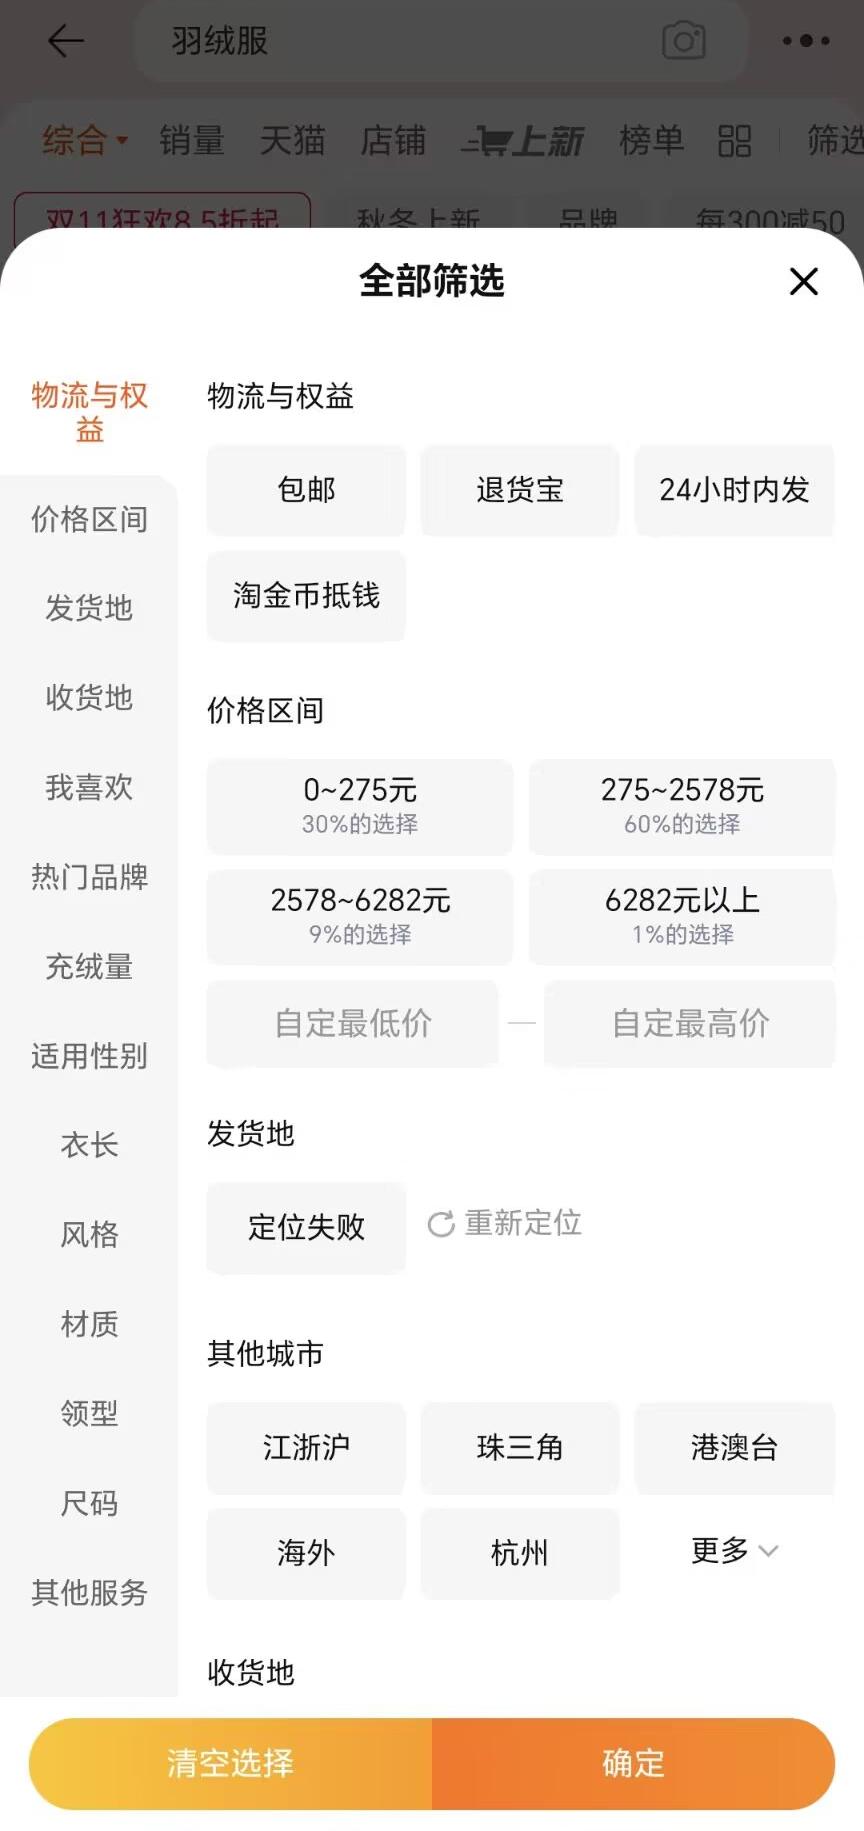 羽绒服
综合 销量 天猫 店铺 上新 榜单 筛选
双11狂欢8.5折起 秋冬上新 品牌 每300减50
全部筛选
物流与权
益
价格区间
发货地
收货地
我喜欢
热门品牌
充绒量
适用性别
衣长
风格
材质
领型
尺码
其他服务
物流与权益
包邮 退货宝 24小时内发
淘金币抵钱
价格区间
0~275元 275~2578元
30%的选择 60%的选择
2578~6282元 6282元以上
9%的选择 1%的选择
自定最低价 — 自定最高价
发货地
定位失败 重新定位
其他城市
江浙沪 珠三角 港澳台
海外 杭州 更多
收货地
清空选择 确定